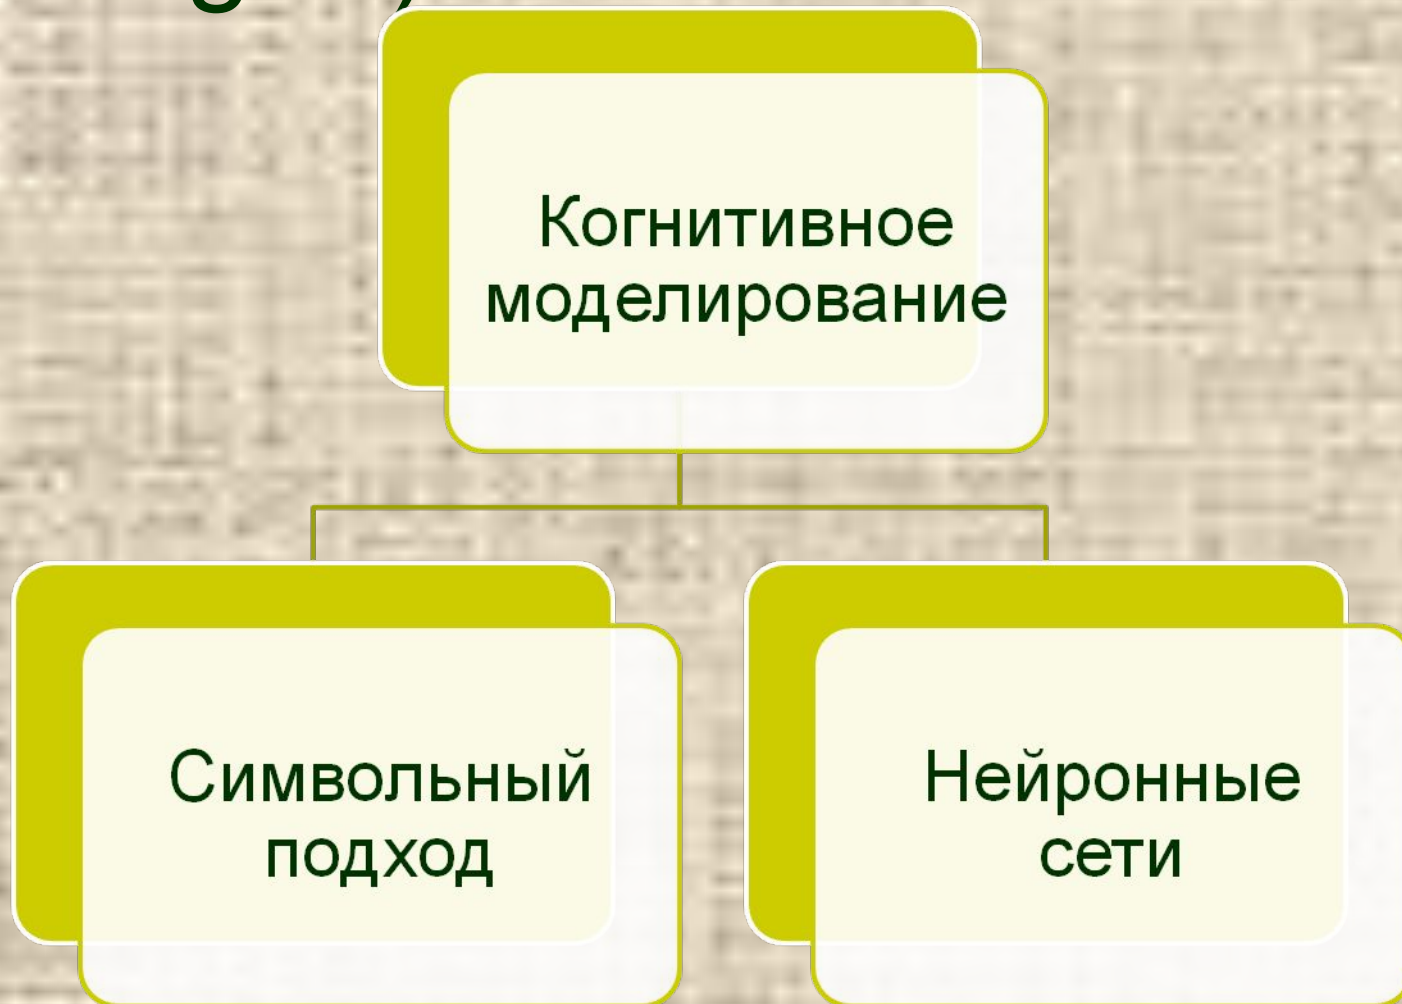 Когнитивное
моделирование
Символьный
подход
Нейронные
сети